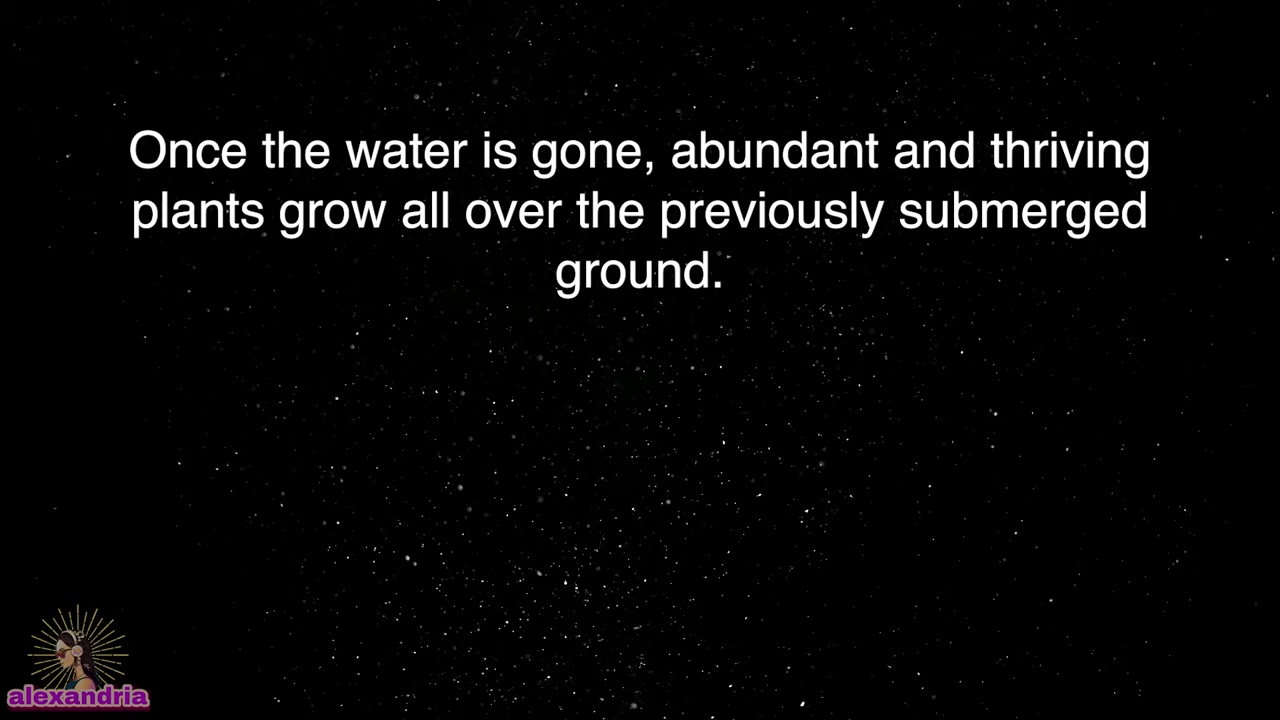 Once the water is gone, abundant and thriving
plants grow all over the previously submerged
ground.
alexandria